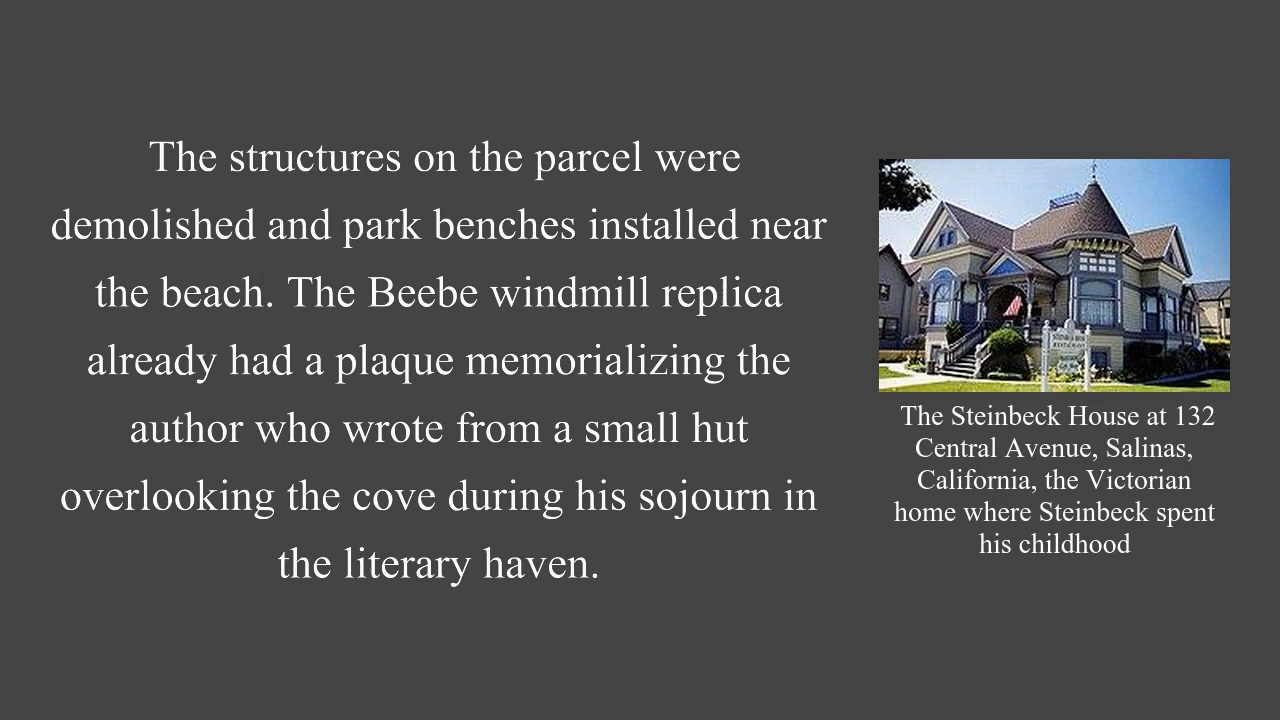 The structures on the parcel were
demolished and park benches installed near
the beach. The Beebe windmill replica
already had a plaque memorializing the
author who wrote from a small hut
overlooking the cove during his sojourn in
the literary haven.
The Steinbeck House at 132
Central Avenue, Salinas,
California, the Victorian
home where Steinbeck spent
his childhood